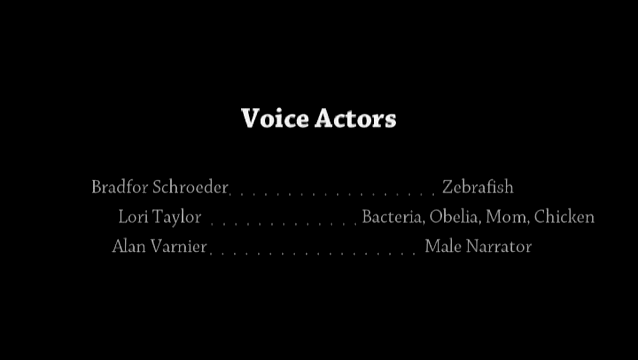 Voice Actors
Bradfor Schroeder. . . . . . . . . . . . . . . . . . Zebrafish
Lori Taylor . . . . . . . . . . . . . Bacteria, Obelia, Mom, Chicken
Alan Varnier. . . . . . . . . . . . . . . . . . Male Narrator